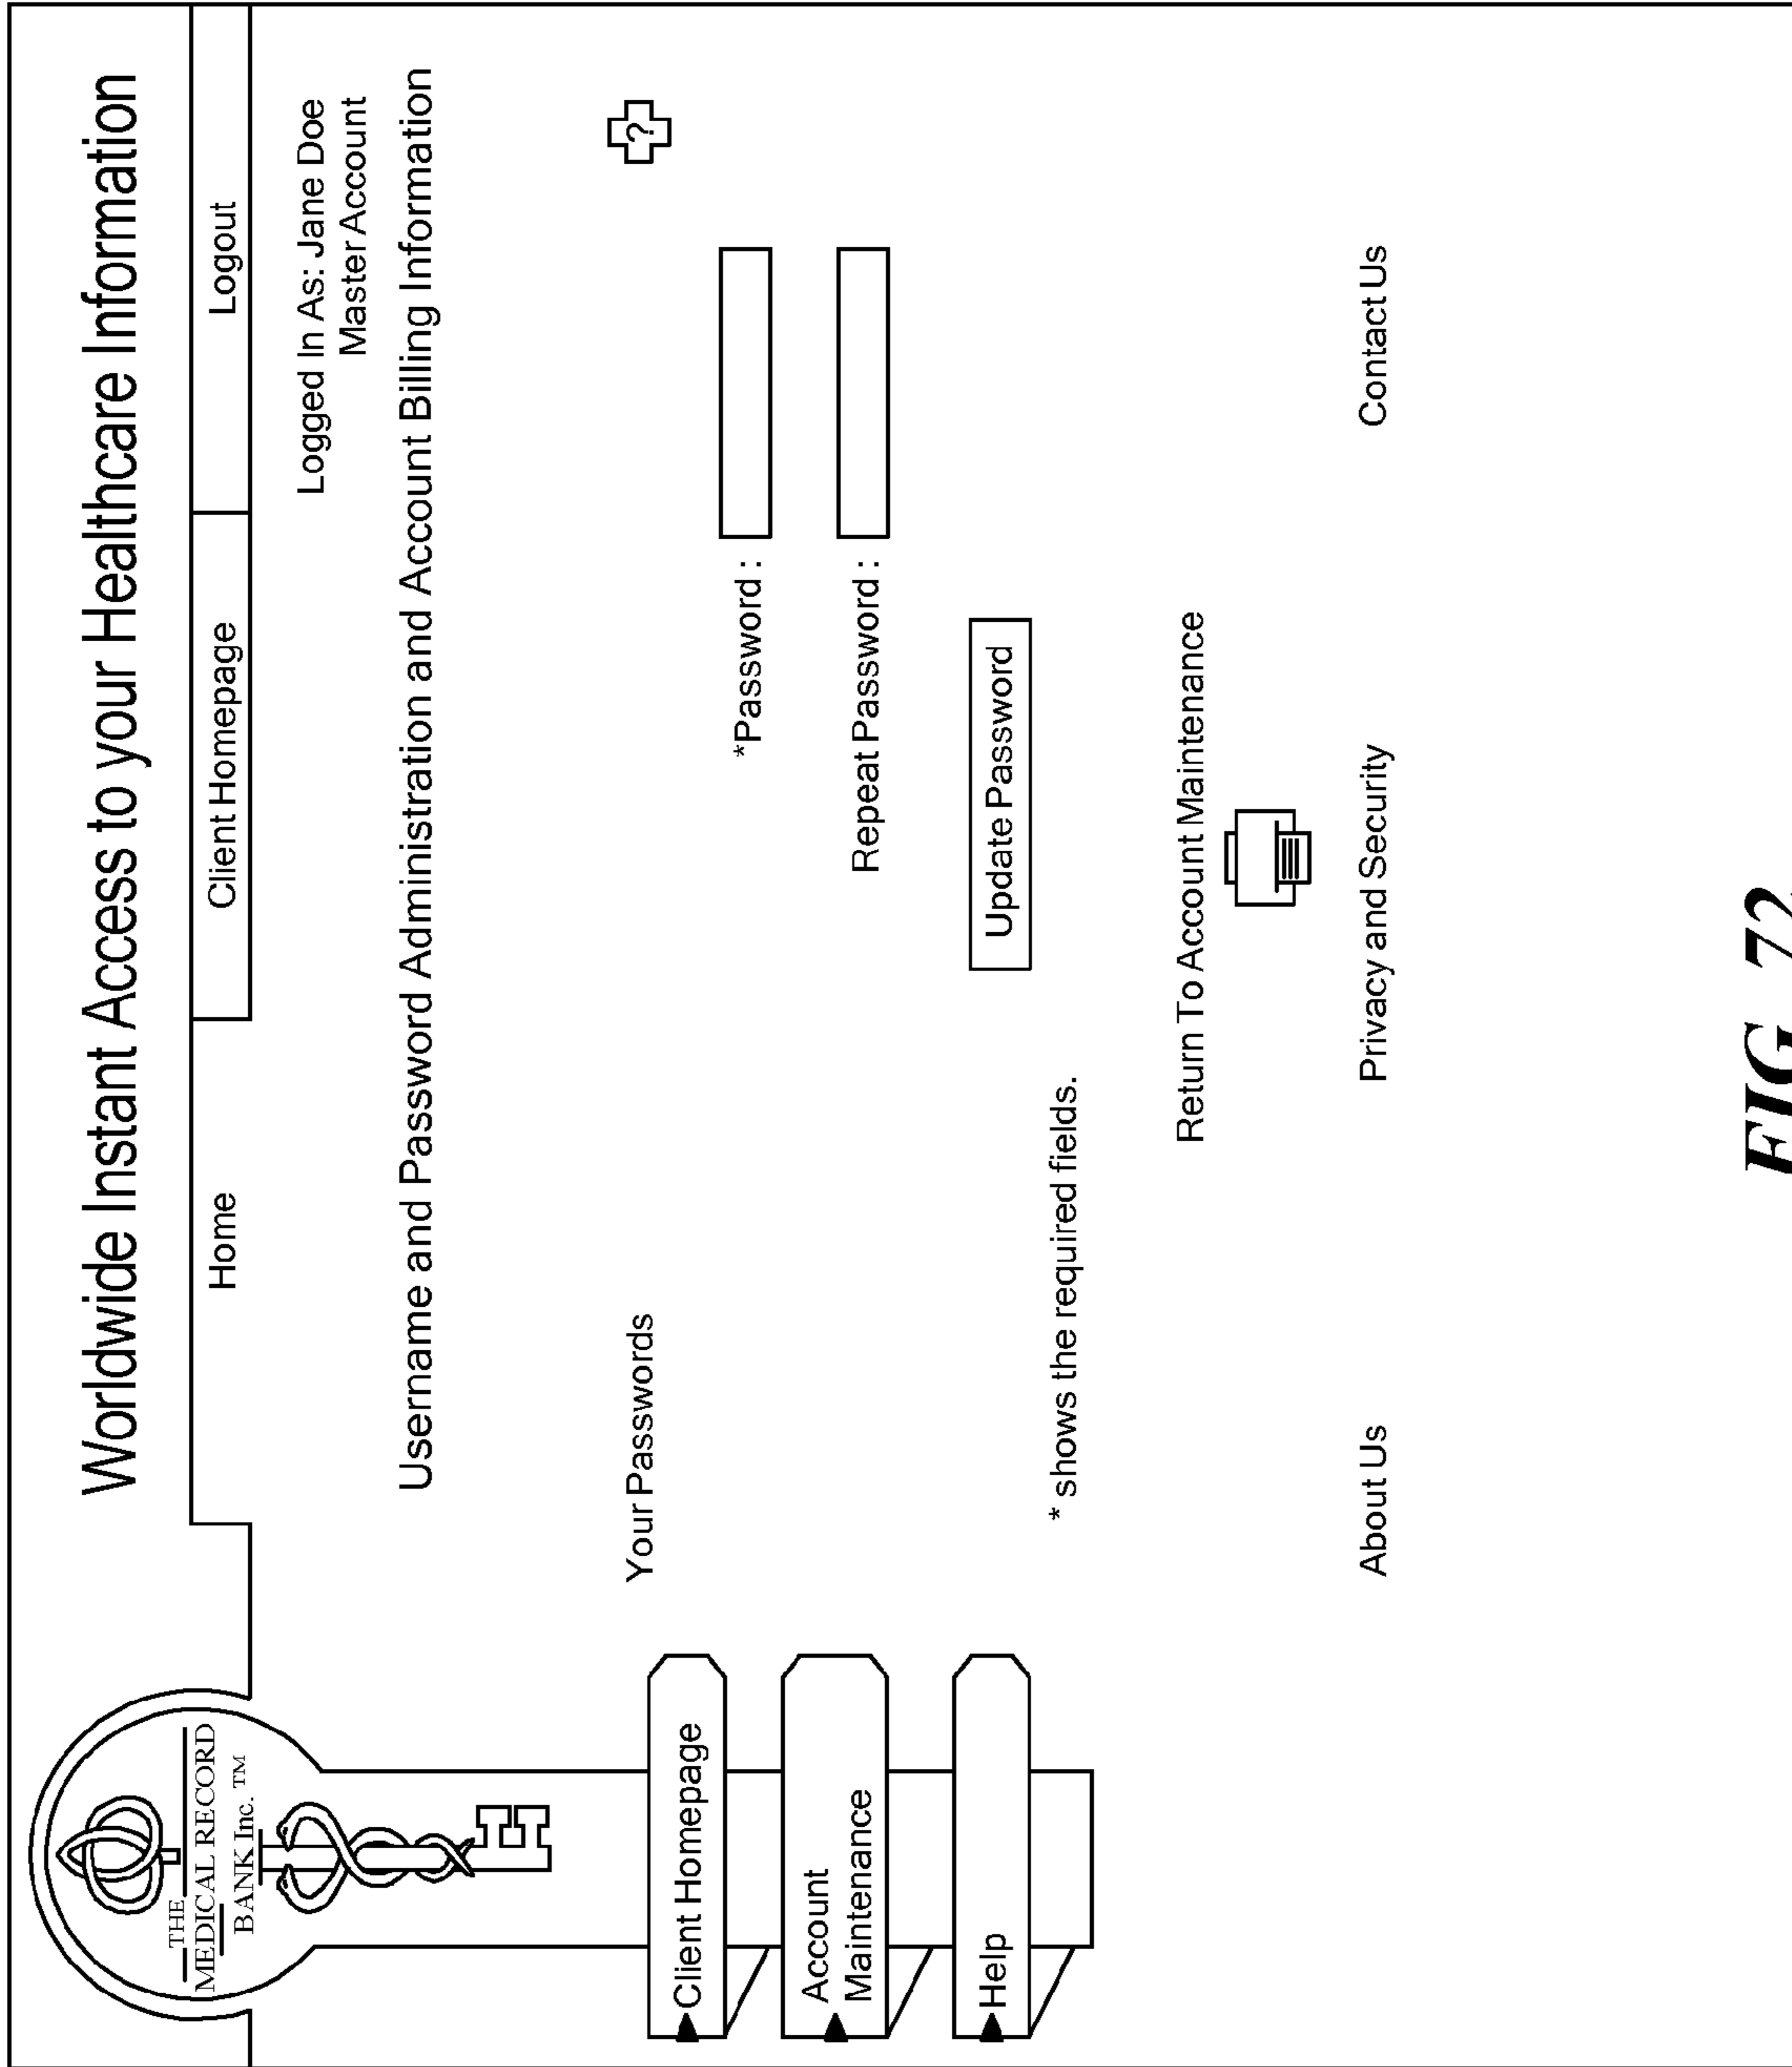 Worldwide Instant Access to your Healthcare Information
THE
MEDICAL RECORD
BANK Inc. ™
Home
Client Homepage
Logout
Logged In As: Jane Doe
Master Account
Username and Password Administration and Account Billing Information
Your Passwords
?
Client Homepage
*Password :
Account
Maintenance
Repeat Password :
Help
Update Password
* shows the required fields.
Return To Account Maintenance
About Us
Privacy and Security
Contact Us
FIG. 72